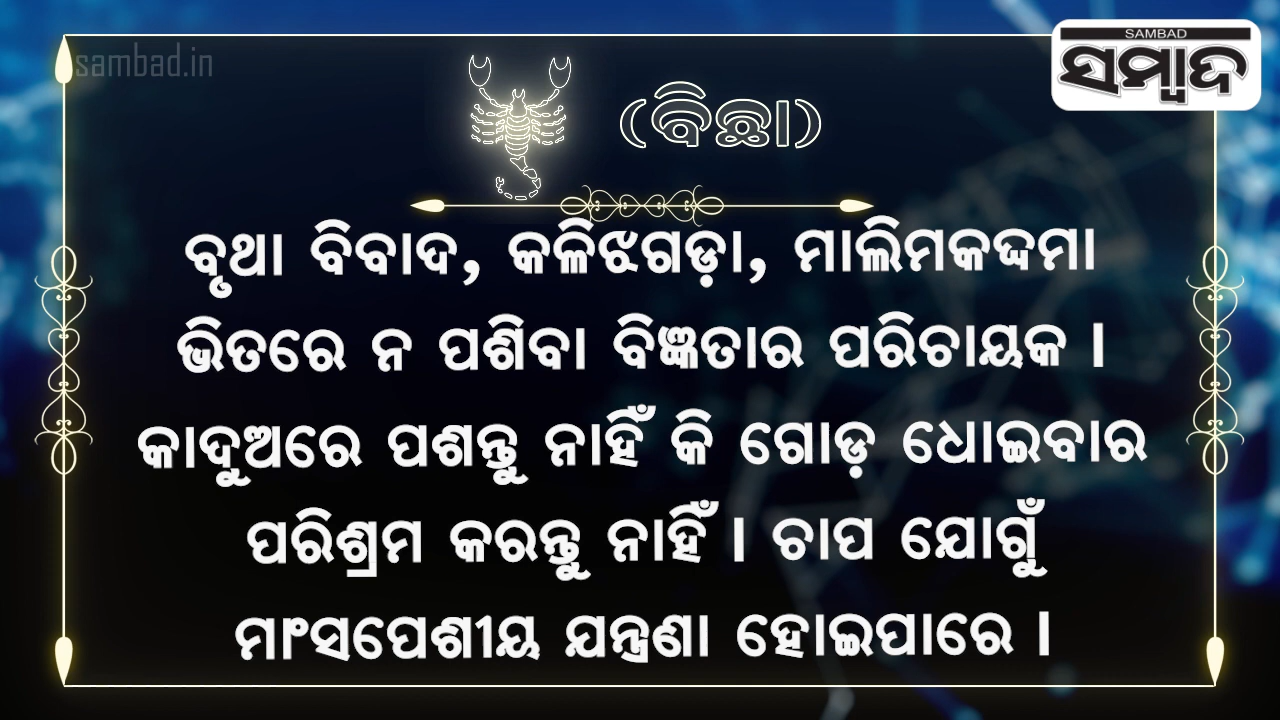 sambad.in
SAMBAD
ସମ୍ବାଦ
(ବିଛା)
ବୃଥା ବିବାଦ, କଳିଝଗଡ଼ା, ମାଲିମକଦ୍ଦମା
ଭିତରେ ନ ପଶିବା ବିଜ୍ଞତାର ପରିଚାୟକ ।
କାଦୁଅରେ ପଶନ୍ତୁ ନାହିଁ କି ଗୋଡ଼ ଧୋଇବାର
ପରିଶ୍ରମ କରନ୍ତୁ ନାହିଁ । ଚାପ ଯୋଗୁଁ
ମାଂସପେଶୀୟ ଯନ୍ତ୍ରଣା ହୋଇପାରେ ।